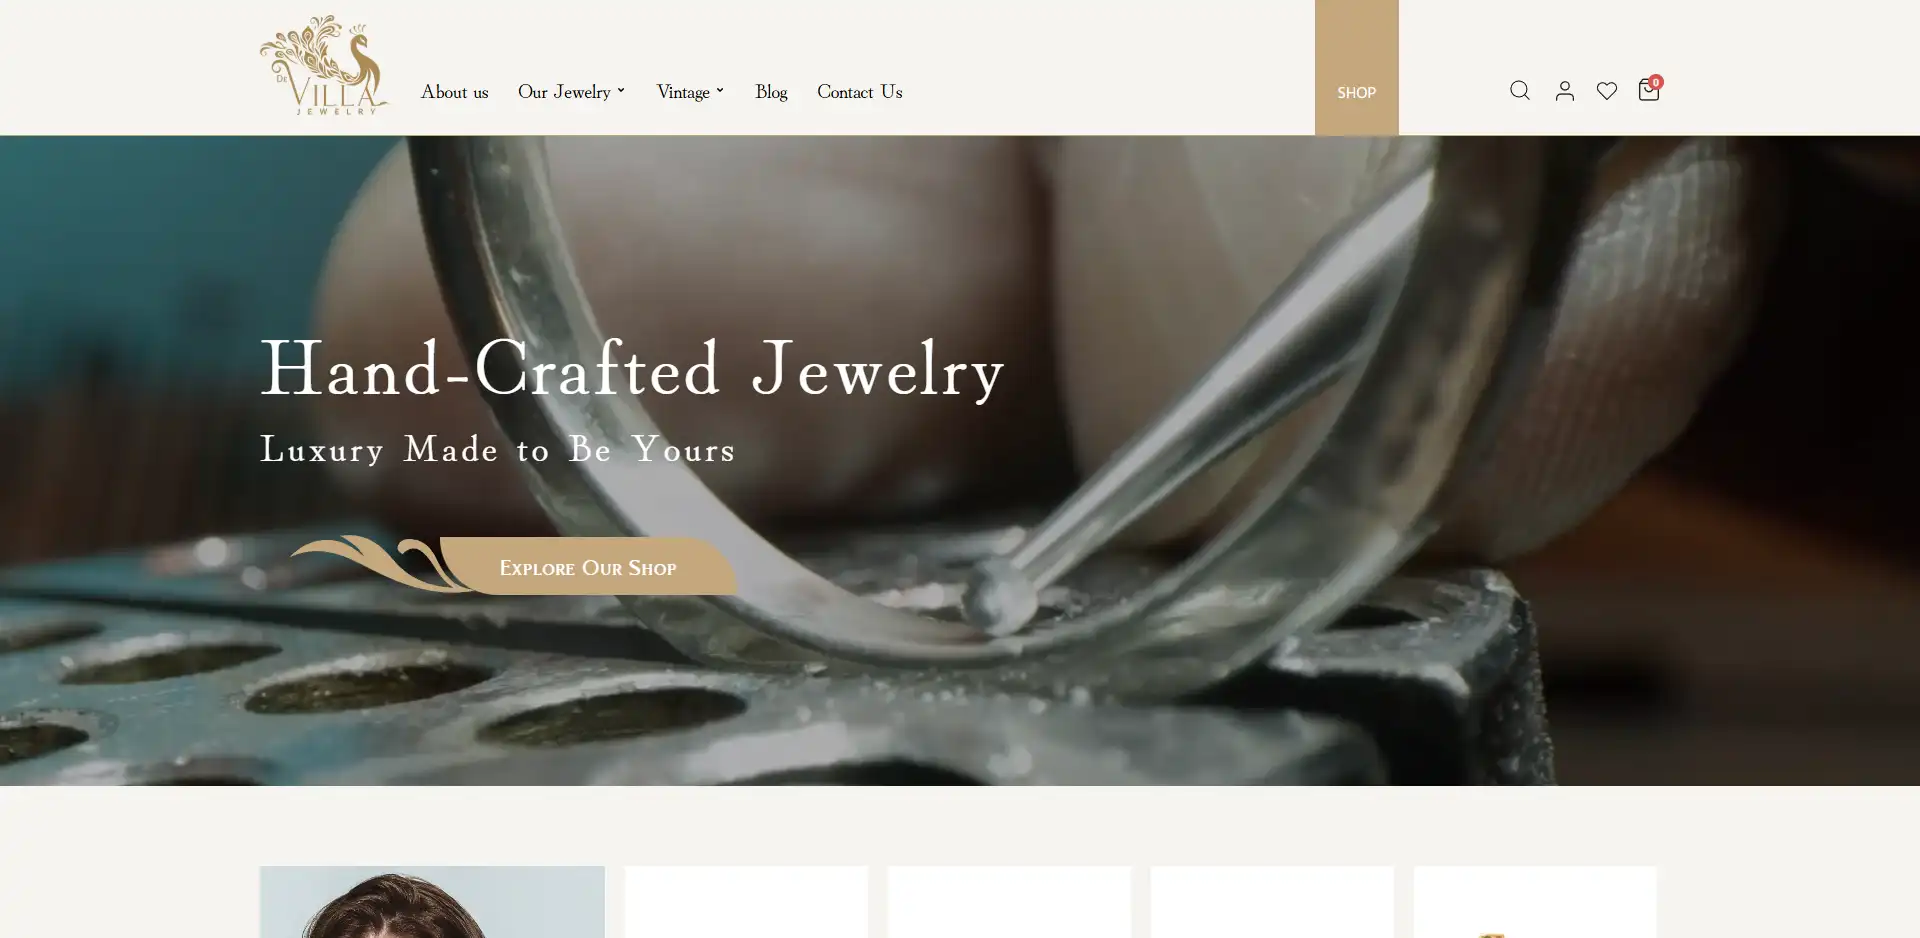 DE
VILLA
JEWELRY
About us
Our Jewelry
Vintage
Blog
Contact Us
SHOP
0
Hand-Crafted Jewelry
Luxury Made to Be Yours
Explore Our Shop